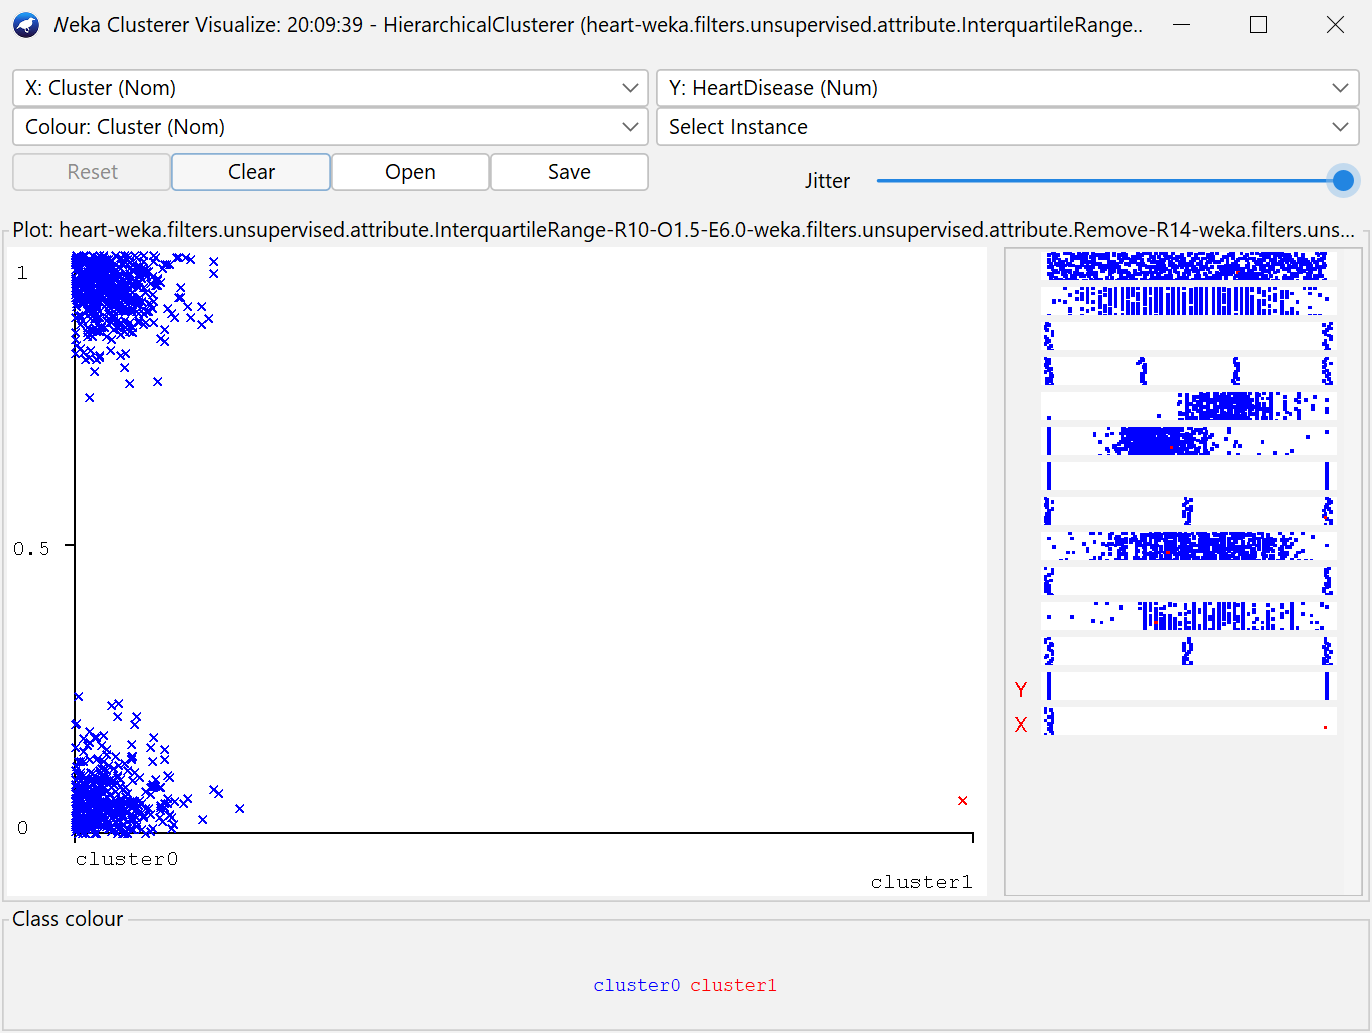 Weka Clusterer Visualize: 20:09:39 - HierarchicalClusterer (heart-weka.filters.unsupervised.attribute.InterquartileRange..
X: Cluster (Nom)
Y: HeartDisease (Num)
Colour: Cluster (Nom)
Select Instance
Reset
Clear
Open
Save
Jitter
Plot: heart-weka.filters.unsupervised.attribute.InterquartileRange-R10-O1.5-E6.0-weka.filters.unsupervised.attribute.Remove-R14-weka.filters.uns...
1
0.5
0
cluster0
cluster1
Y
X
Class colour
cluster0 cluster1